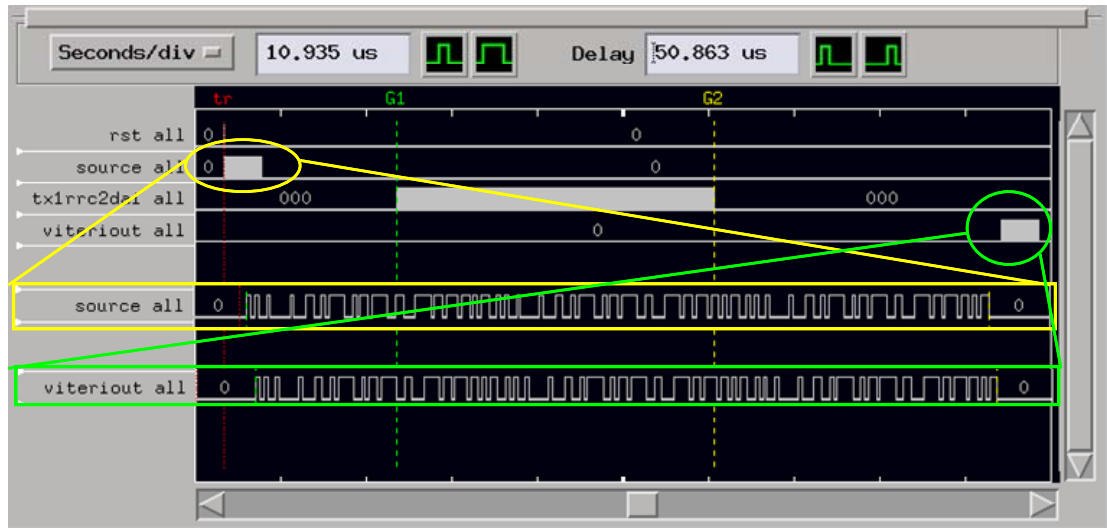 Seconds/div 10.935 us Delay 50.863 us
tr G1 G2
rst all 0 0
source all 0 0
tx1rrc2dai all 000 000
viteriout all 0
source all 0 0
viteriout all 0 0